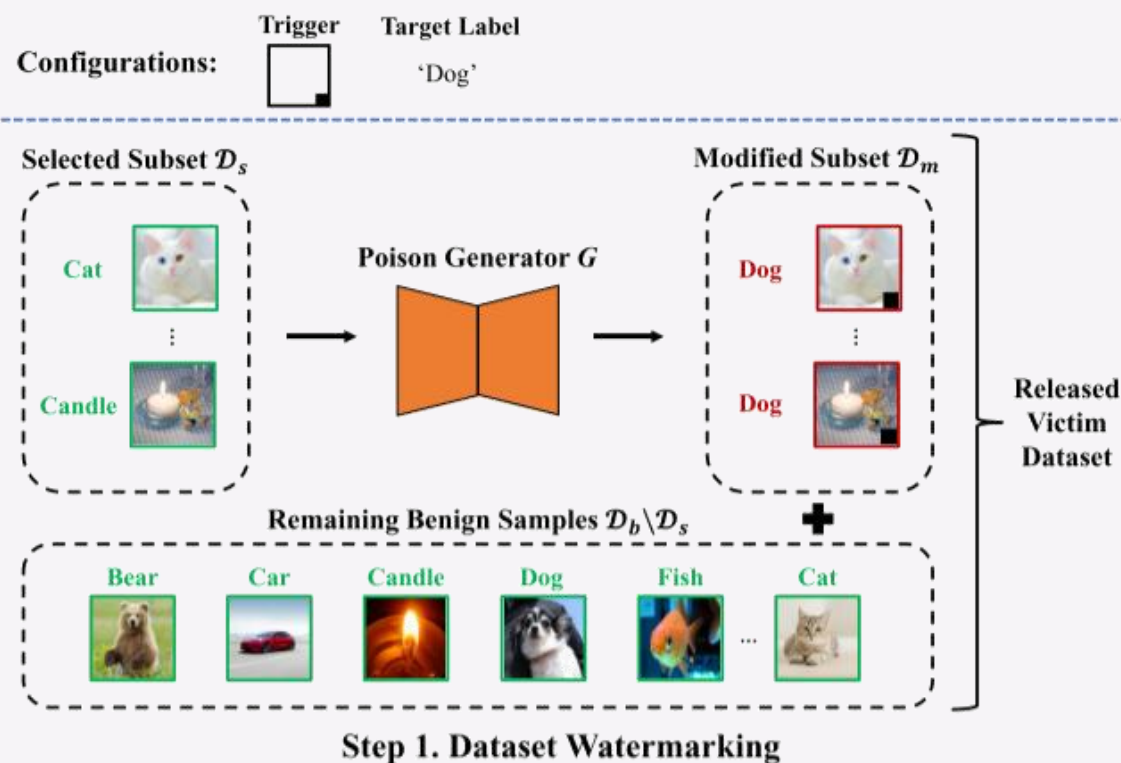 Trigger
Target Label
Configurations:
‘Dog’
Selected Subset 𝒟ₛ
Modified Subset 𝒟ₘ
Cat
Poison Generator G
Dog
⋮
⋮
Candle
Dog
Released
Victim
Dataset
Remaining Benign Samples 𝒟_b\𝒟ₛ
Bear
Car
Candle
Dog
Fish
Cat
...
Step 1. Dataset Watermarking